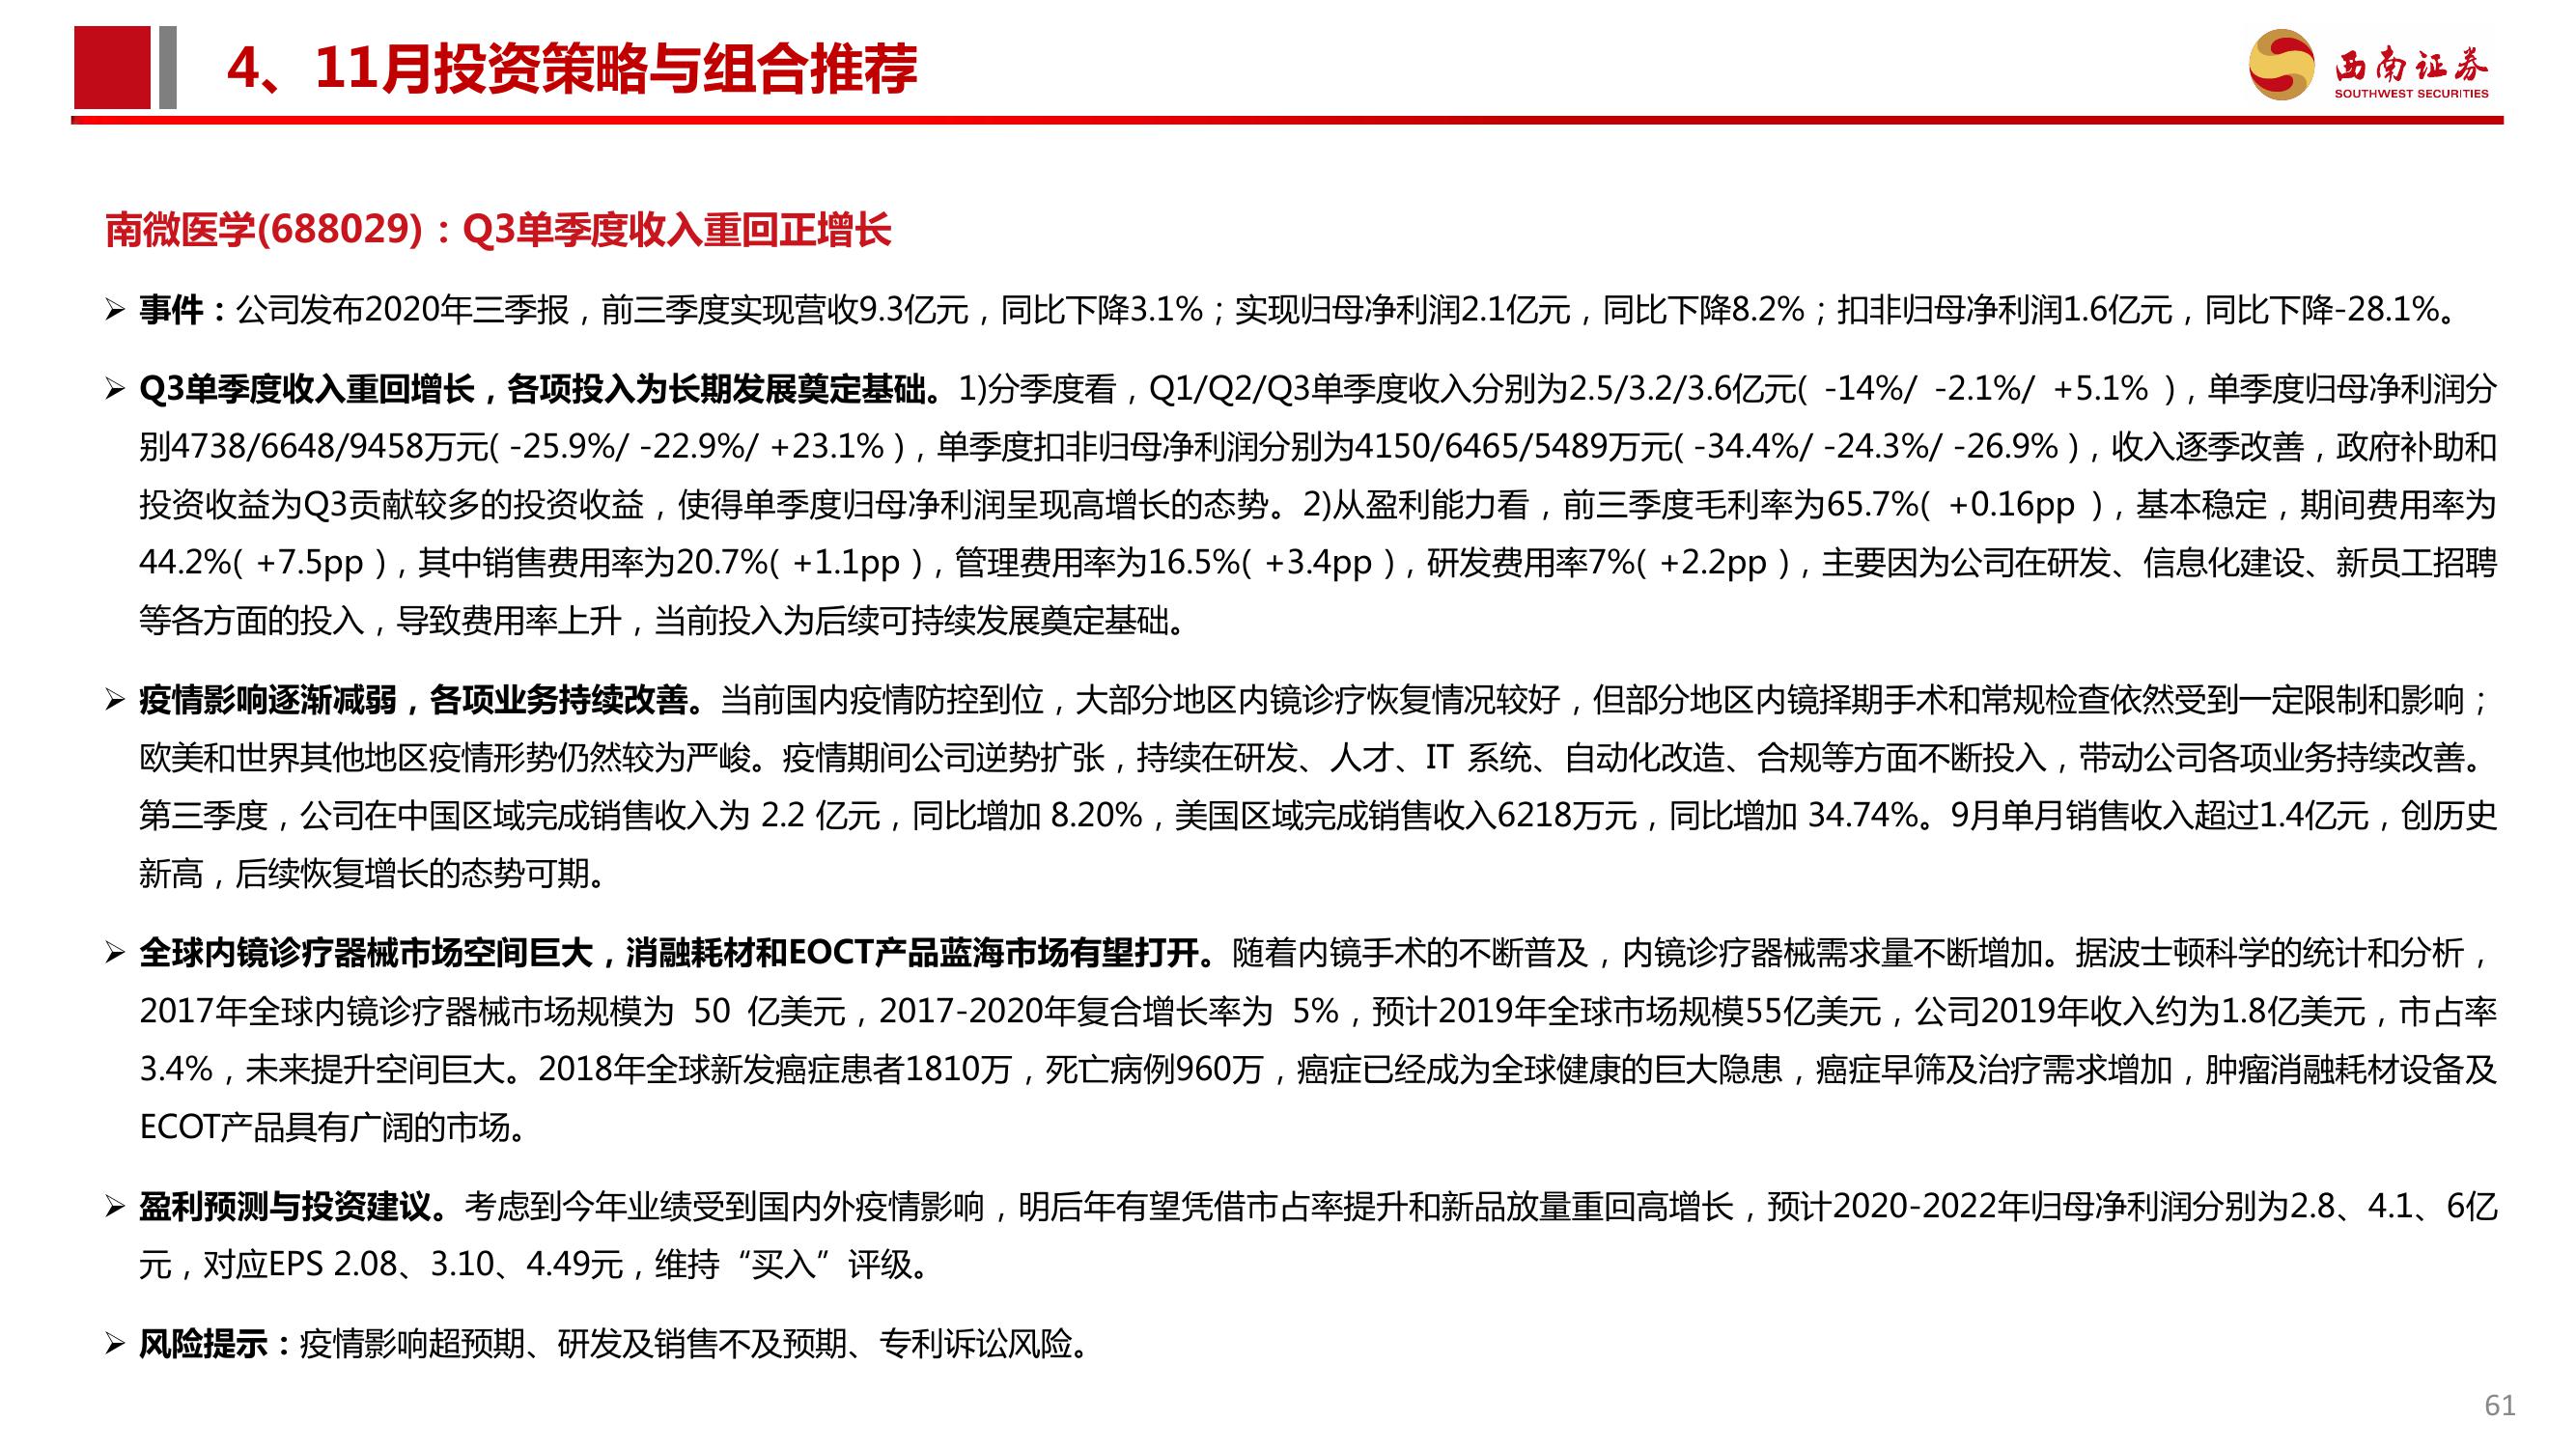 4、11月投资策略与组合推荐
西南证券
SOUTHWEST SECURITIES
南微医学(688029)：Q3单季度收入重回正增长
➢ 事件：公司发布2020年三季报，前三季度实现营收9.3亿元，同比下降3.1%；实现归母净利润2.1亿元，同比下降8.2%；扣非归母净利润1.6亿元，同比下降-28.1%。
➢ Q3单季度收入重回增长，各项投入为长期发展奠定基础。1)分季度看，Q1/Q2/Q3单季度收入分别为2.5/3.2/3.6亿元( -14%/ -2.1%/ +5.1% )，单季度归母净利润分
别4738/6648/9458万元( -25.9%/ -22.9%/ +23.1% )，单季度扣非归母净利润分别为4150/6465/5489万元( -34.4%/ -24.3%/ -26.9% )，收入逐季改善，政府补助和
投资收益为Q3贡献较多的投资收益，使得单季度归母净利润呈现高增长的态势。2)从盈利能力看，前三季度毛利率为65.7%( +0.16pp )，基本稳定，期间费用率为
44.2%( +7.5pp )，其中销售费用率为20.7%( +1.1pp )，管理费用率为16.5%( +3.4pp )，研发费用率7%( +2.2pp )，主要因为公司在研发、信息化建设、新员工招聘
等各方面的投入，导致费用率上升，当前投入为后续可持续发展奠定基础。
➢ 疫情影响逐渐减弱，各项业务持续改善。当前国内疫情防控到位，大部分地区内镜诊疗恢复情况较好，但部分地区内镜择期手术和常规检查依然受到一定限制和影响；
欧美和世界其他地区疫情形势仍然较为严峻。疫情期间公司逆势扩张，持续在研发、人才、IT 系统、自动化改造、合规等方面不断投入，带动公司各项业务持续改善。
第三季度，公司在中国区域完成销售收入为 2.2 亿元，同比增加 8.20%，美国区域完成销售收入6218万元，同比增加 34.74%。9月单月销售收入超过1.4亿元，创历史
新高，后续恢复增长的态势可期。
➢ 全球内镜诊疗器械市场空间巨大，消融耗材和EOCT产品蓝海市场有望打开。随着内镜手术的不断普及，内镜诊疗器械需求量不断增加。据波士顿科学的统计和分析，
2017年全球内镜诊疗器械市场规模为 50 亿美元，2017-2020年复合增长率为 5%，预计2019年全球市场规模55亿美元，公司2019年收入约为1.8亿美元，市占率
3.4%，未来提升空间巨大。2018年全球新发癌症患者1810万，死亡病例960万，癌症已经成为全球健康的巨大隐患，癌症早筛及治疗需求增加，肿瘤消融耗材设备及
ECOT产品具有广阔的市场。
➢ 盈利预测与投资建议。考虑到今年业绩受到国内外疫情影响，明后年有望凭借市占率提升和新品放量重回高增长，预计2020-2022年归母净利润分别为2.8、4.1、6亿
元，对应EPS 2.08、3.10、4.49元，维持“买入”评级。
➢ 风险提示：疫情影响超预期、研发及销售不及预期、专利诉讼风险。
61